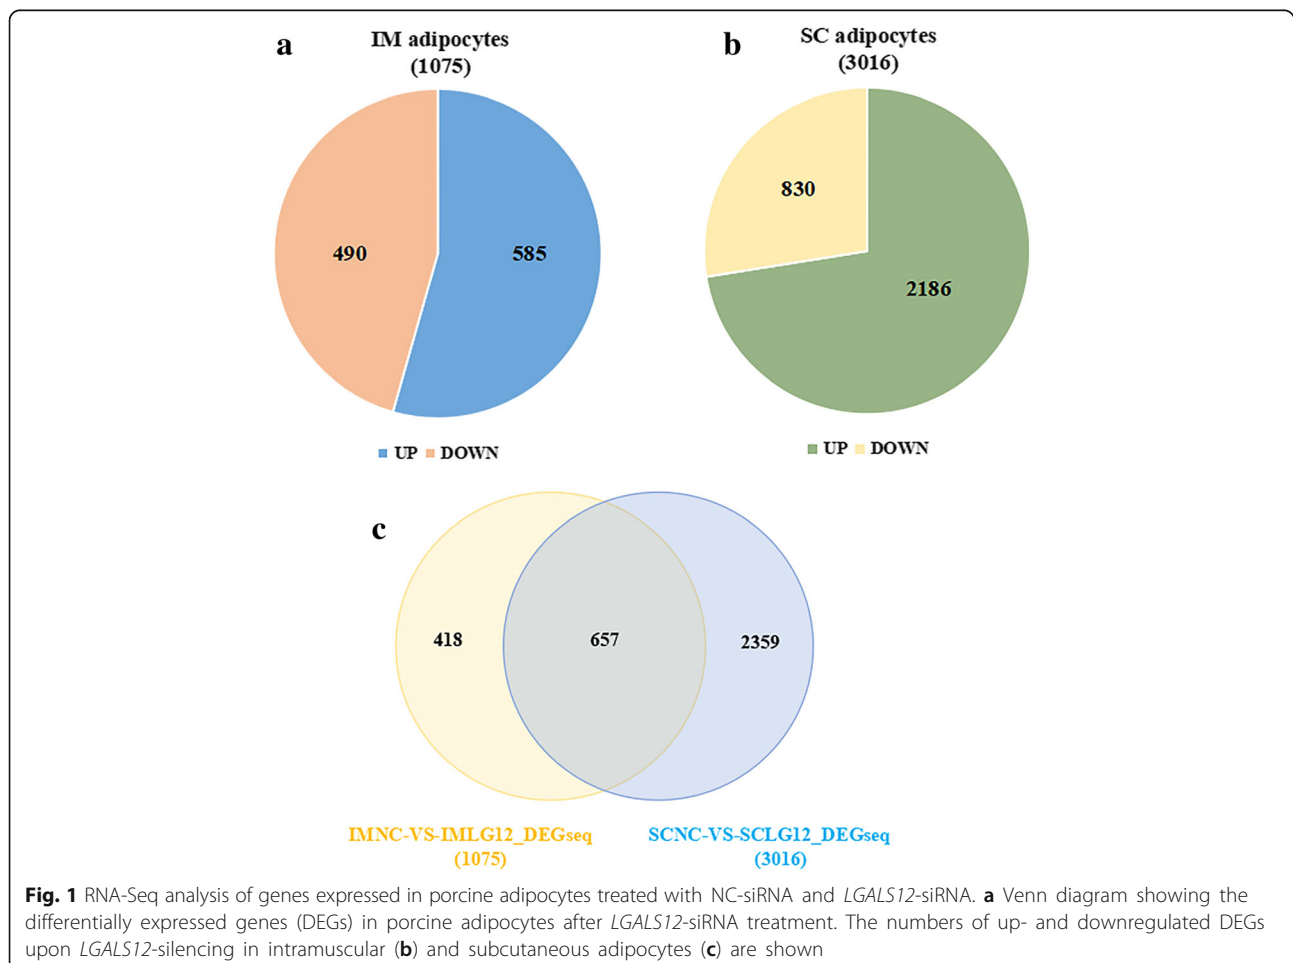 a
IM adipocytes
(1075)
490
585
UP DOWN
b
SC adipocytes
(3016)
830
2186
UP DOWN
c
418
657
2359
IMNC-VS-IMLG12_DEGseq
(1075)
SCNC-VS-SCLG12_DEGseq
(3016)
Fig. 1 RNA-Seq analysis of genes expressed in porcine adipocytes treated with NC-siRNA and LGALS12-siRNA. a Venn diagram showing the
differentially expressed genes (DEGs) in porcine adipocytes after LGALS12-siRNA treatment. The numbers of up- and downregulated DEGs
upon LGALS12-silencing in intramuscular (b) and subcutaneous adipocytes (c) are shown